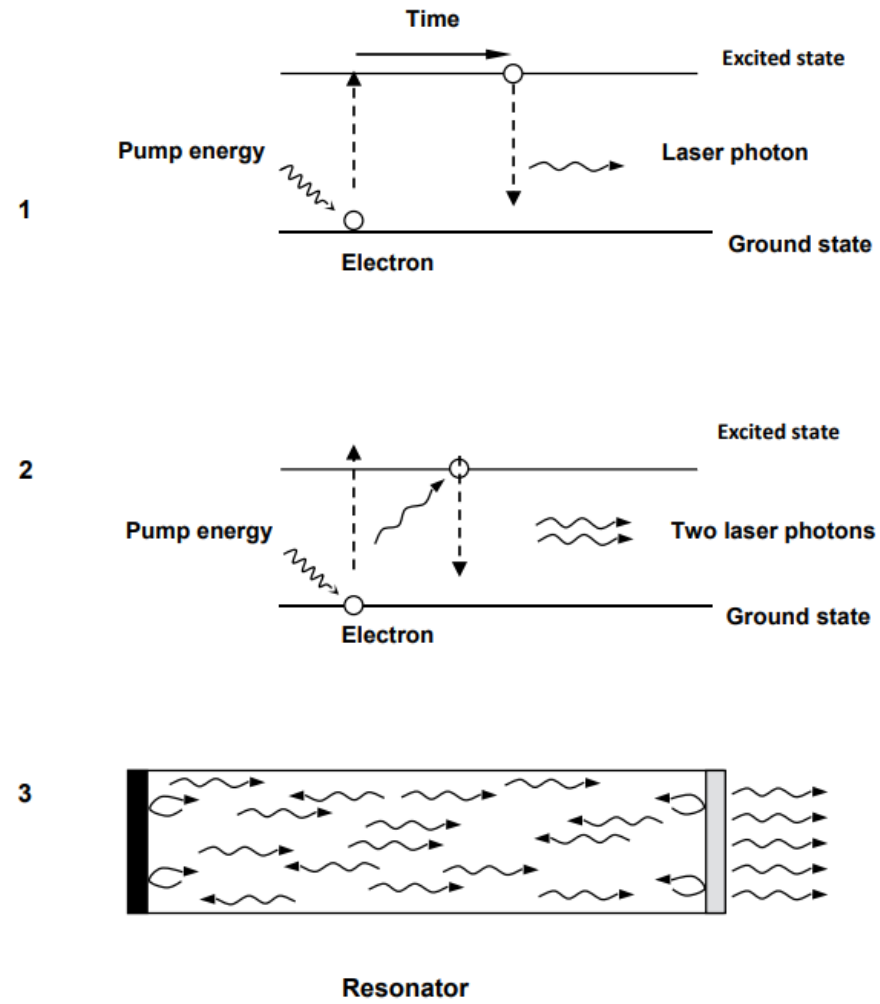 Time
Excited state
Pump energy
Laser photon
1
Ground state
Electron
Excited state
2
Pump energy
Two laser photons
Ground state
Electron
3
Resonator